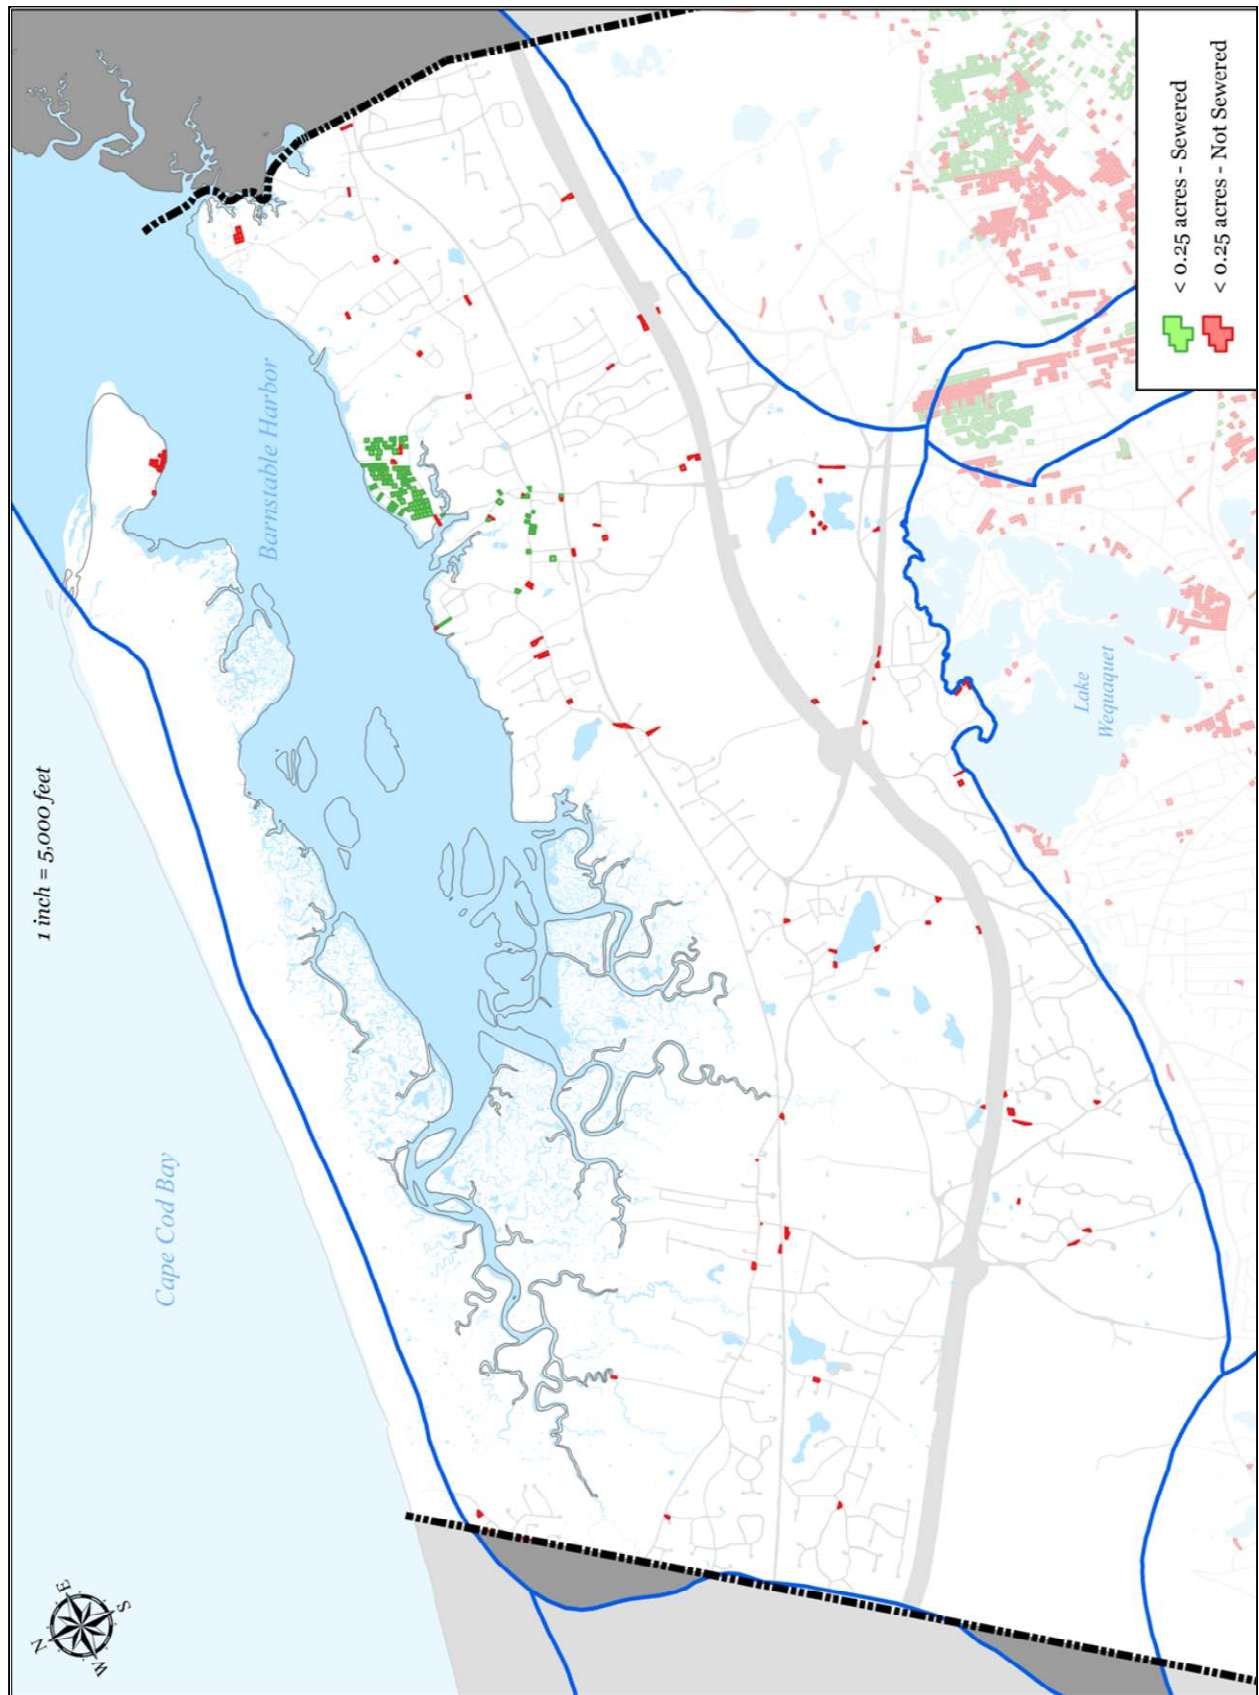 Barnstable Harbor
Cape Cod Bay
Lake
Wequaquet
1 inch = 5,000 feet
< 0.25 acres - Sewered
< 0.25 acres - Not Sewered
N
E
S
W